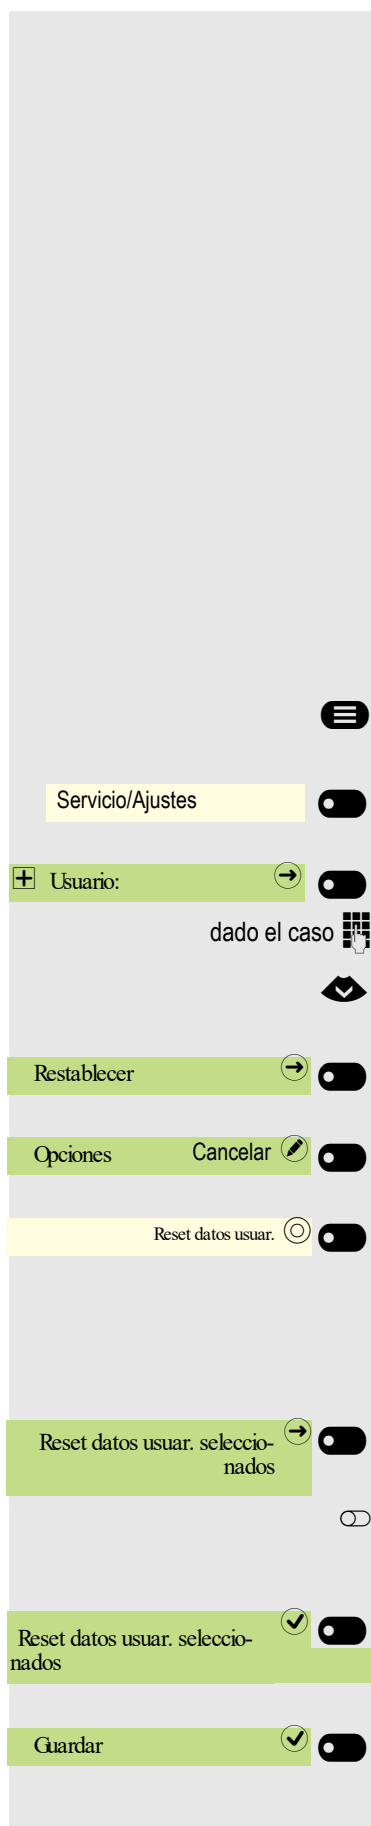 Servicio/Ajustes
Usuario:
dado el caso
Restablecer
Opciones Cancelar
Reset datos usuar.
Reset datos usuar. seleccio-
nados
Reset datos usuar. seleccio-
nados
Guardar